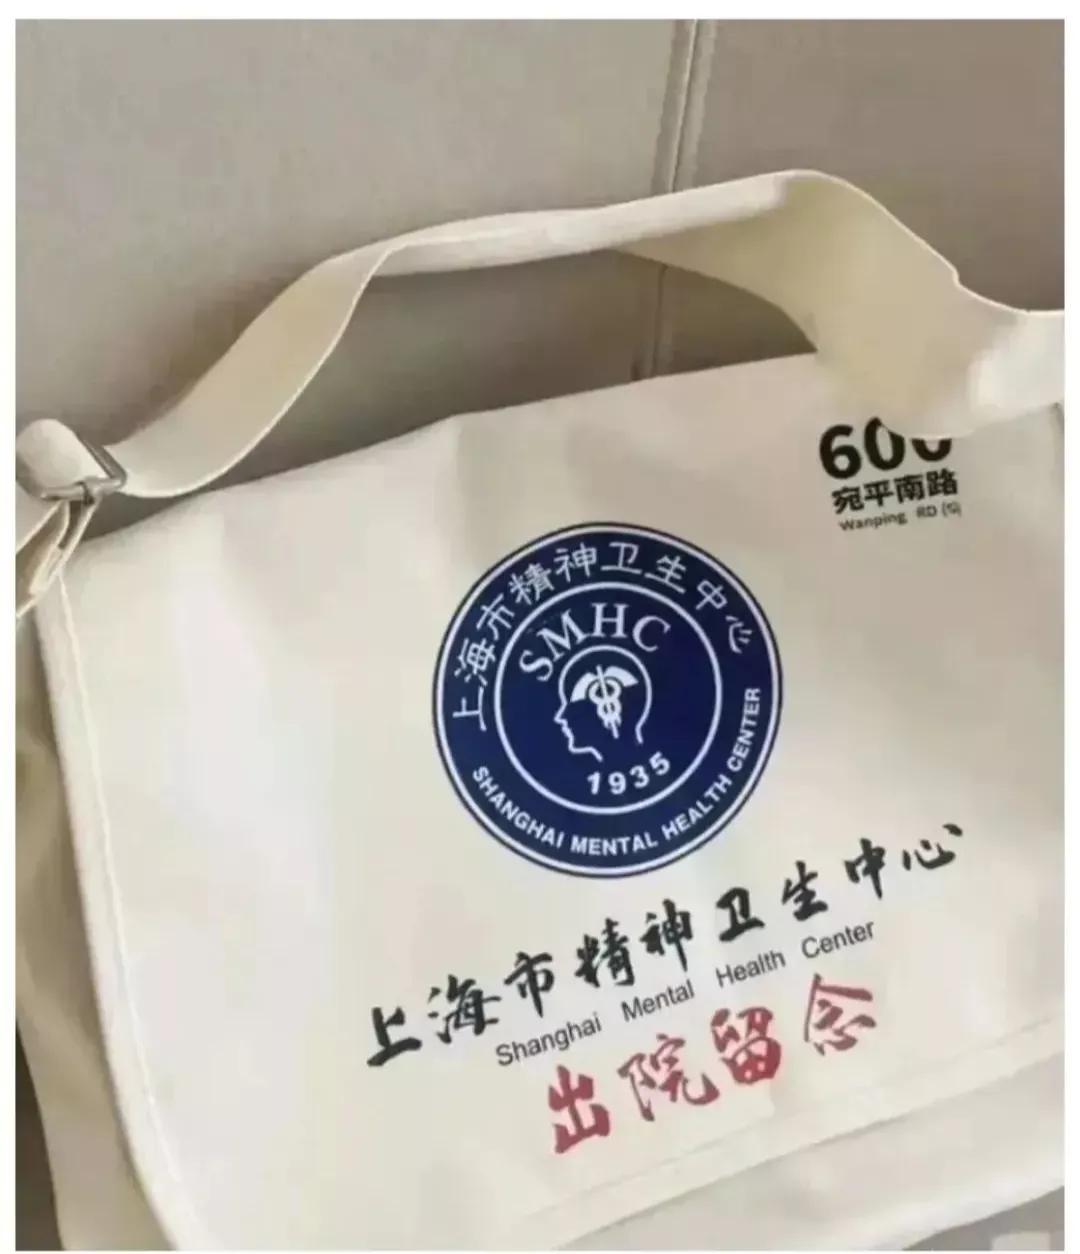 600
宛平南路
Wanping RD (S)
上海市精神卫生中心
SMHC
1935
SHANGHAI MENTAL HEALTH CENTER
上海市精神卫生中心
Shanghai Mental Health Center
出院留念